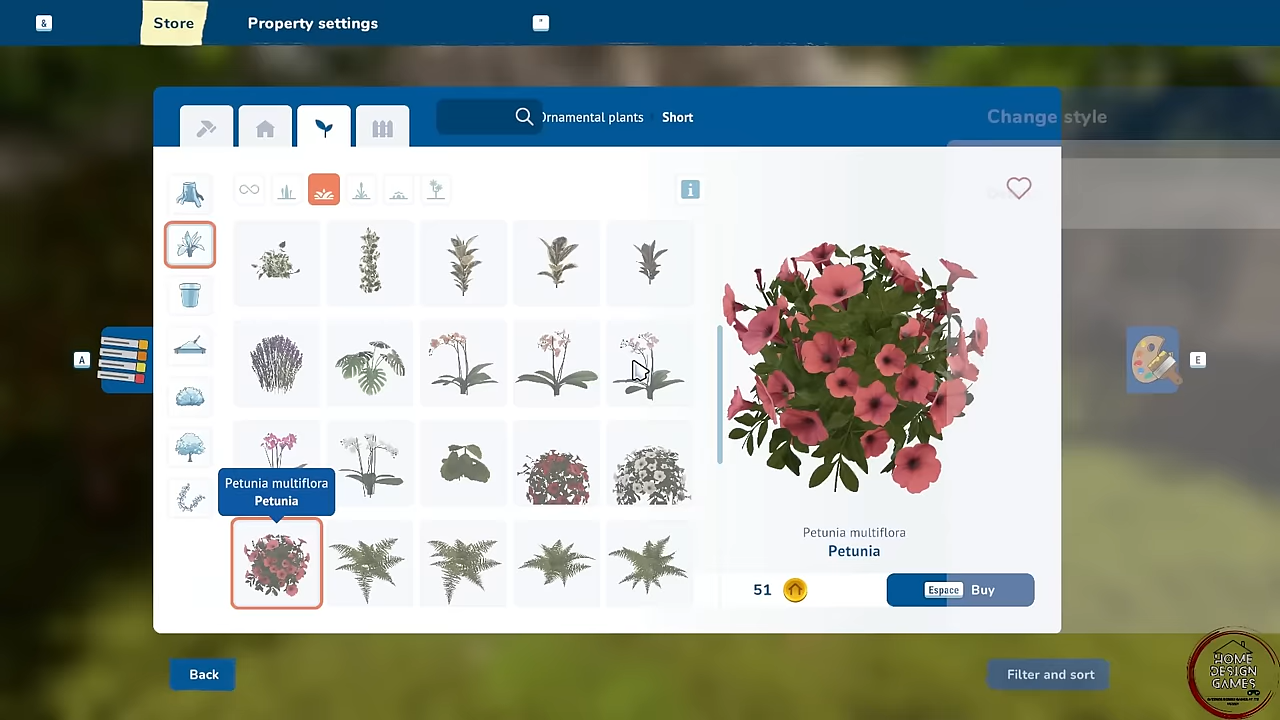 &
Store
Property settings
"
Ornamental plants
Short
Change style
A
E
Petunia multiflora
Petunia
Petunia multiflora
Petunia
51
Espace
Buy
Back
Filter and sort
HOME
DESIGN
GAMES